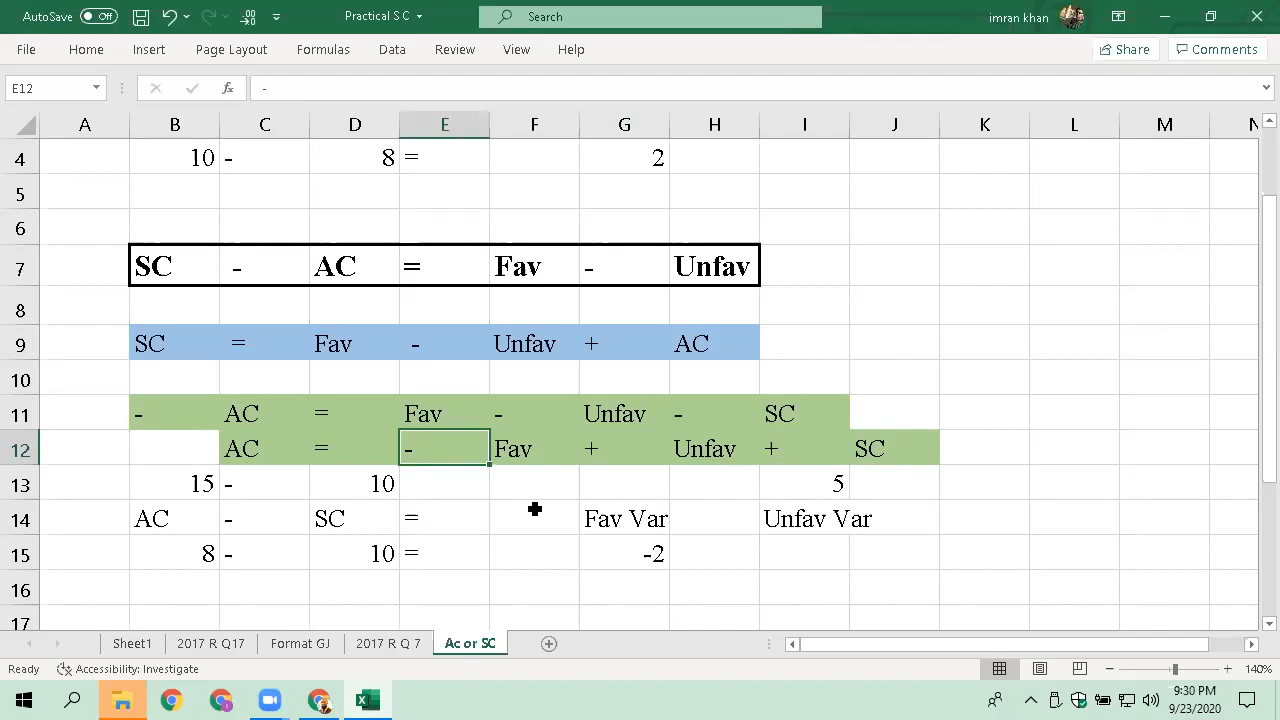 AutoSave Off Practical S C Search imran khan
File Home Insert Page Layout Formulas Data Review View Help Share Comments
E12 fx -
A B C D E F G H I J K L M N
4 10 - 8 = 2
5
6
7 SC - AC = Fav - Unfav
8
9 SC = Fav - Unfav + AC
10
11 - AC = Fav - Unfav - SC
12 AC = - Fav + Unfav + SC
13 15 - 10 5
14 AC - SC = Fav Var Unfav Var
15 8 - 10 = -2
16
17
Sheet1 2017 R Q17 Format GJ 2017 R Q 7 Ac or SC
Ready Accessibility: Investigate 140%
9:30 PM
9/23/2020